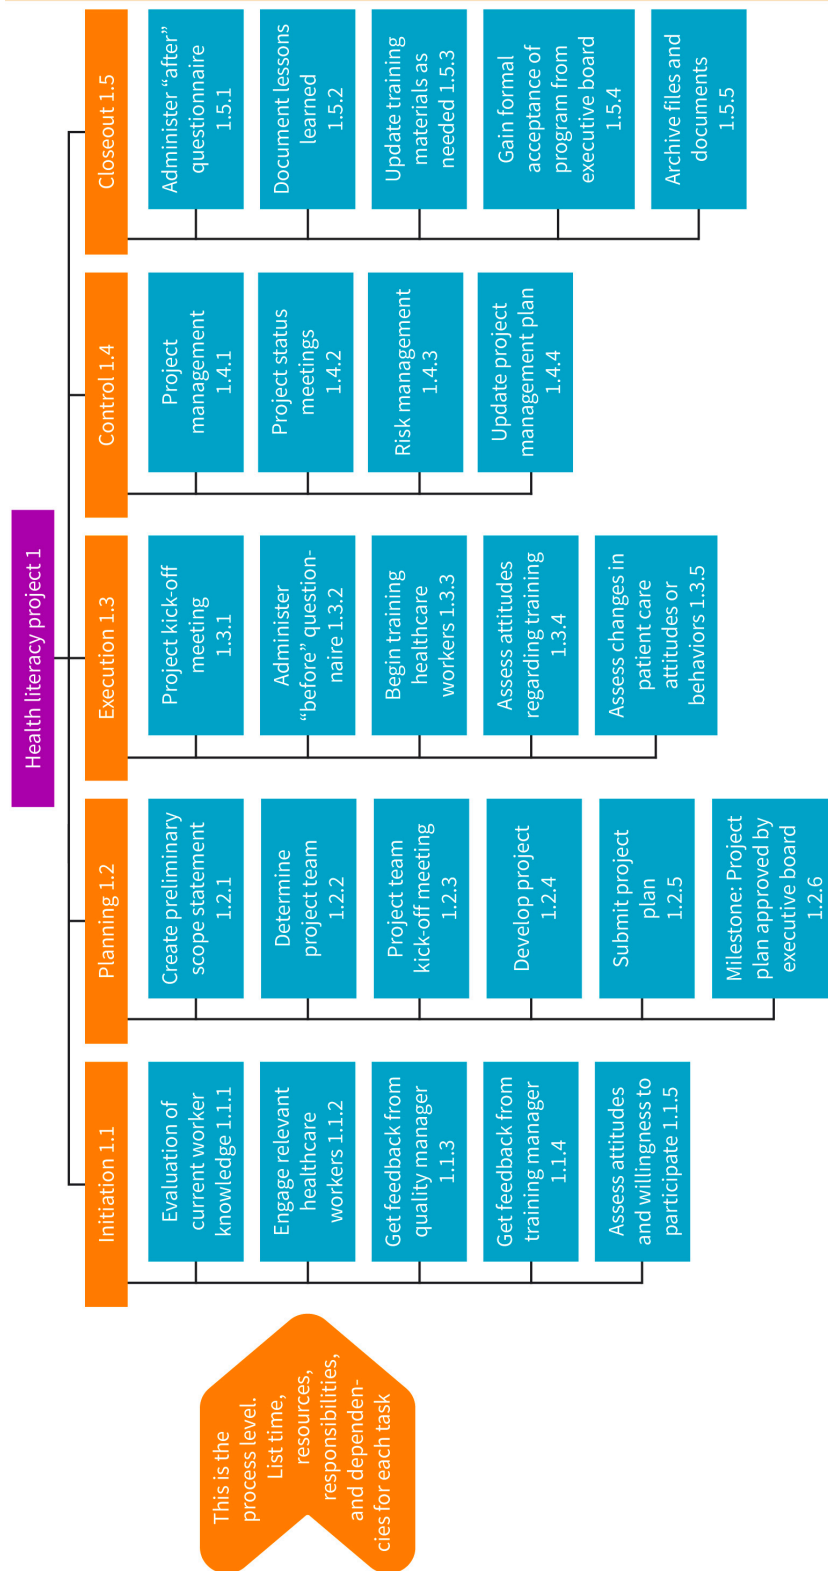 Health literacy project 1
Initiation 1.1
Evaluation of
current worker
knowledge 1.1.1
Engage relevant
healthcare
workers 1.1.2
Get feedback from
quality manager
1.1.3
Get feedback from
training manager
1.1.4
Assess attitudes
and willingness to
participate 1.1.5
Planning 1.2
Create preliminary
scope statement
1.2.1
Determine
project team
1.2.2
Project team
kick-off meeting
1.2.3
Develop project
1.2.4
Submit project
plan
1.2.5
Milestone: Project
plan approved by
executive board
1.2.6
Execution 1.3
Project kick-off
meeting
1.3.1
Administer
“before” question-
naire 1.3.2
Begin training
healthcare
workers 1.3.3
Assess attitudes
regarding training
1.3.4
Assess changes in
patient care
attitudes or
behaviors 1.3.5
Control 1.4
Project
management
1.4.1
Project status
meetings
1.4.2
Risk management
1.4.3
Update project
management plan
1.4.4
Closeout 1.5
Administer “after”
questionnaire
1.5.1
Document lessons
learned
1.5.2
Update training
materials as
needed 1.5.3
Gain formal
acceptance of
program from
executive board
1.5.4
Archive files and
documents
1.5.5
This is the
process level.
List time,
resources,
responsibilities,
and dependen-
cies for each task